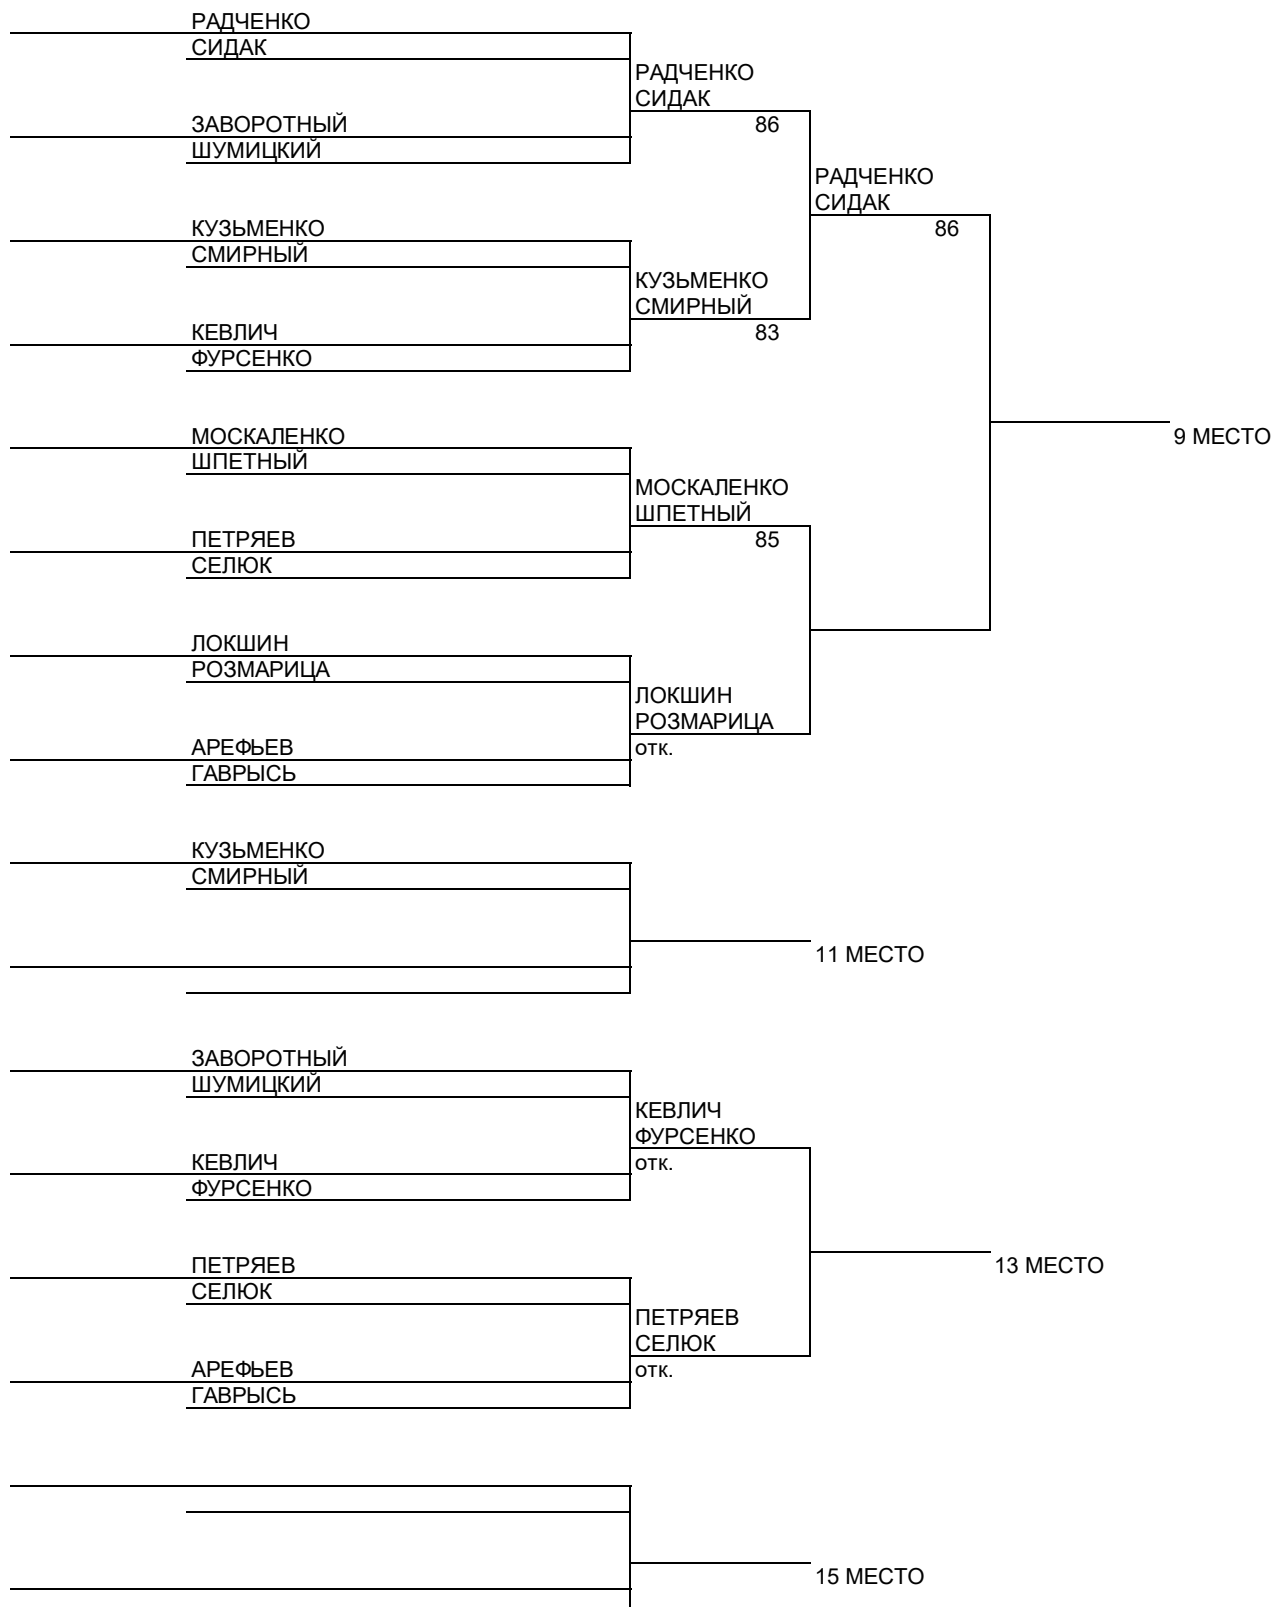 РАДЧЕНКО
СИДАК
РАДЧЕНКО
СИДАК
ЗАВОРОТНЫЙ
86
ШУМИЦКИЙ
РАДЧЕНКО
СИДАК
КУЗЬМЕНКО
86
СМИРНЫЙ
КУЗЬМЕНКО
СМИРНЫЙ
КЕВЛИЧ
83
ФУРСЕНКО
МОСКАЛЕНКО
9 МЕСТО
ШПЕТНЫЙ
МОСКАЛЕНКО
ШПЕТНЫЙ
ПЕТРЯЕВ
85
СЕЛЮК
ЛОКШИН
РОЗМАРИЦА
ЛОКШИН
РОЗМАРИЦА
АРЕФЬЕВ
отк.
ГАВРЫСЬ
КУЗЬМЕНКО
СМИРНЫЙ
11 МЕСТО
ЗАВОРОТНЫЙ
ШУМИЦКИЙ
КЕВЛИЧ
ФУРСЕНКО
КЕВЛИЧ
отк.
ФУРСЕНКО
ПЕТРЯЕВ
13 МЕСТО
СЕЛЮК
ПЕТРЯЕВ
СЕЛЮК
АРЕФЬЕВ
отк.
ГАВРЫСЬ
15 МЕСТО